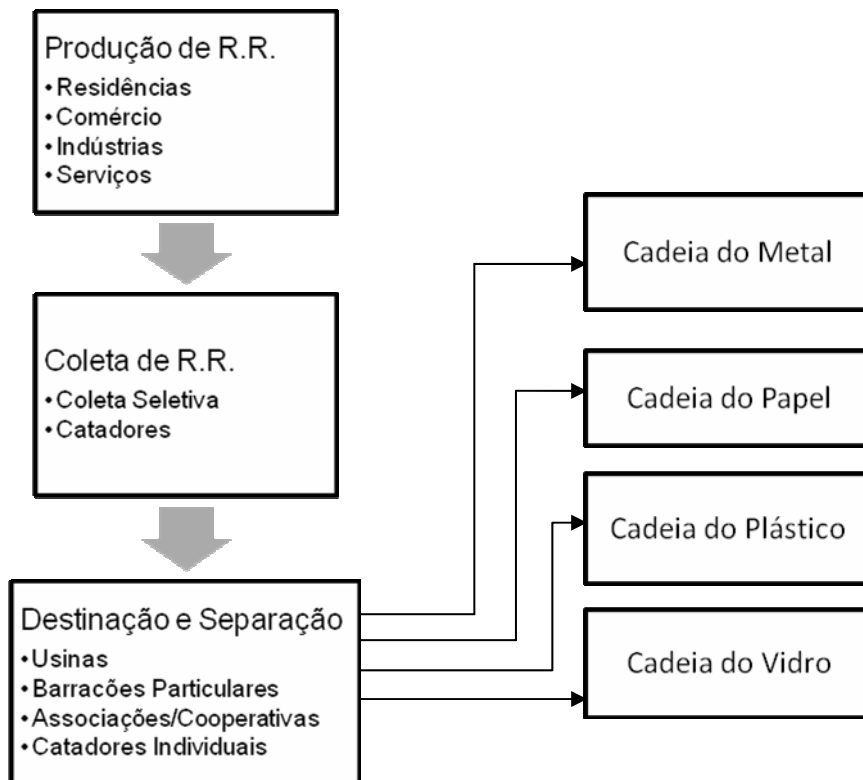 Produção de R.R.
• Residências
• Comércio
• Indústrias
• Serviços
Coleta de R.R.
• Coleta Seletiva
• Catadores
Destinação e Separação
• Usinas
• Barracões Particulares
• Associações/Cooperativas
• Catadores Individuais
Cadeia do Metal
Cadeia do Papel
Cadeia do Plástico
Cadeia do Vidro